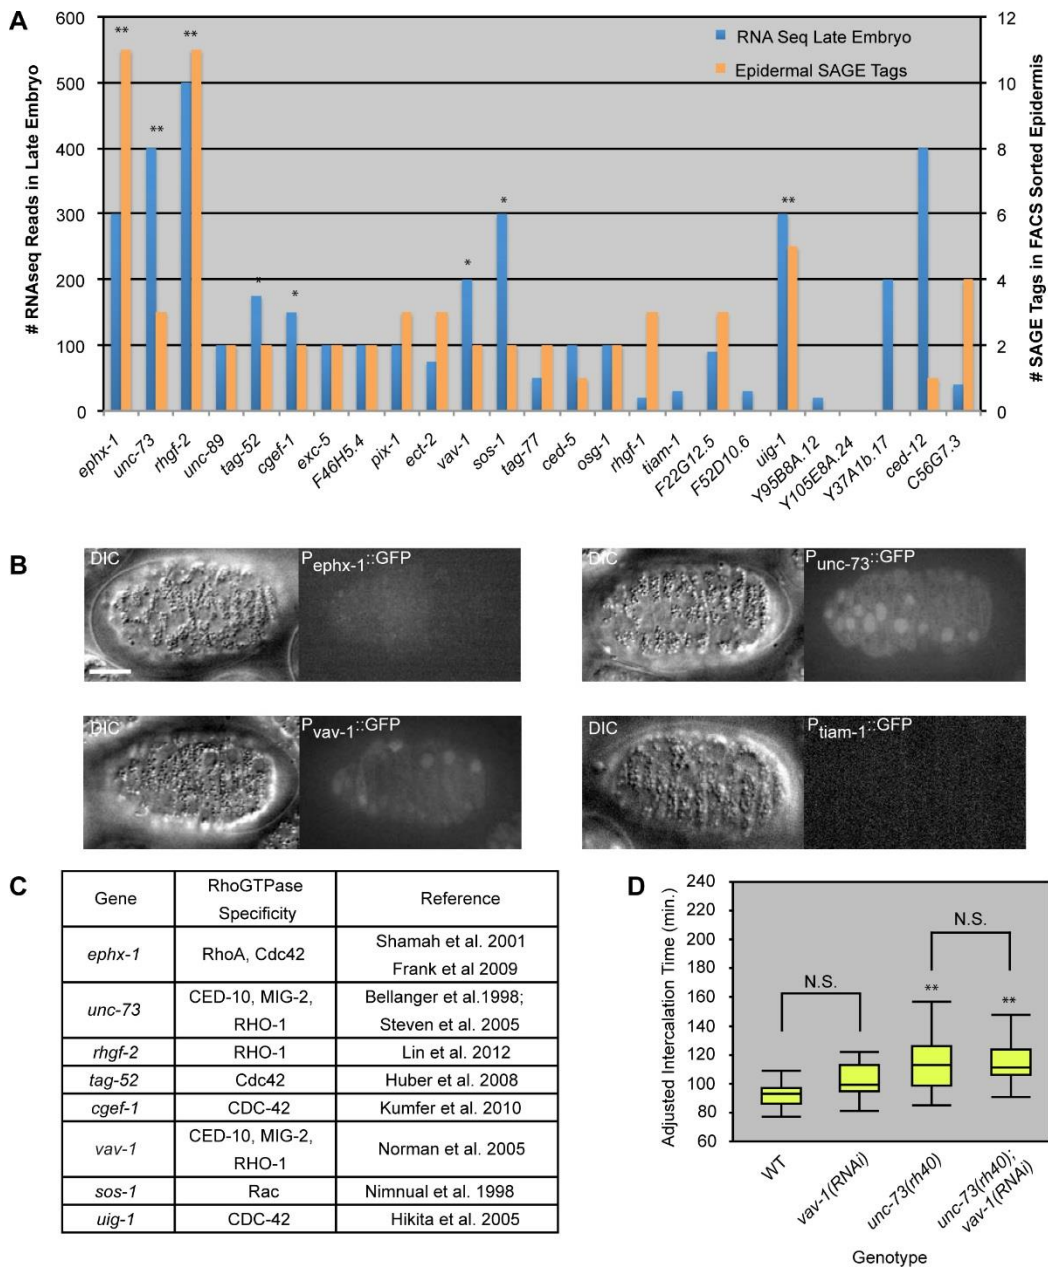 A
600
500
400
300
200
100
0
# RNAseq Reads in Late Embryo
RNA Seq Late Embryo
Epidermal SAGE Tags
12
10
8
6
4
2
0
# SAGE Tags in FACS Sorted Epidermis
**
**
**
*
*
*
*
**
ephx-1
unc-73
rhgf-2
unc-89
tag-52
cgef-1
exc-5
F46H5.4
pix-1
ect-2
vav-1
sos-1
tag-77
ced-5
osg-1
rhgf-1
tiam-1
F22G12.5
F52D10.6
uig-1
Y95B8A.12
Y105E8A.24
Y37A1b.17
ced-12
C56G7.3
B
DIC
Pephx-1::GFP
DIC
Punc-73::GFP
DIC
Pvav-1::GFP
DIC
Ptiam-1::GFP
C
Gene
RhoGTPase
Specificity
Reference
ephx-1
RhoA, Cdc42
Shamah et al. 2001
Frank et al 2009
unc-73
CED-10, MIG-2,
RHO-1
Bellanger et al.1998;
Steven et al. 2005
rhgf-2
RHO-1
Lin et al. 2012
tag-52
Cdc42
Huber et al. 2008
cgef-1
CDC-42
Kumfer et al. 2010
vav-1
CED-10, MIG-2,
RHO-1
Norman et al. 2005
sos-1
Rac
Nimnual et al. 1998
uig-1
CDC-42
Hikita et al. 2005
D
Adjusted Intercalation Time (min.)
240
220
200
180
160
140
120
100
80
60
N.S.
N.S.
**
**
WT
vav-1(RNAi)
unc-73(rh40)
unc-73(rh40);
vav-1(RNAi)
Genotype